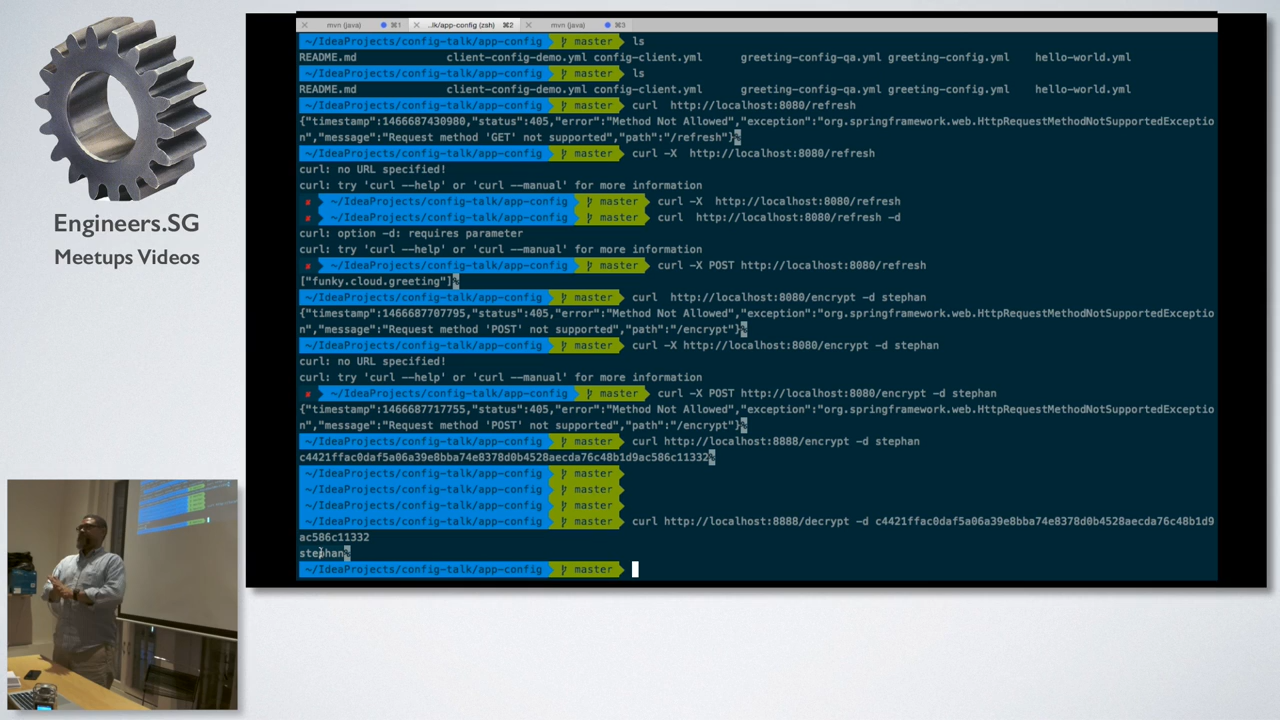 Engineers.SG
Meetups Videos
mvn (java) ⌘1 ..lk/app-config (zsh) ⌘2 mvn (java) ⌘3
~/IdeaProjects/config-talk/app-config master ls
README.md client-config-demo.yml config-client.yml greeting-config-qa.yml greeting-config.yml hello-world.yml
~/IdeaProjects/config-talk/app-config master ls
README.md client-config-demo.yml config-client.yml greeting-config-qa.yml greeting-config.yml hello-world.yml
~/IdeaProjects/config-talk/app-config master curl http://localhost:8080/refresh
{"timestamp":1466687430980,"status":405,"error":"Method Not Allowed","exception":"org.springframework.web.HttpRequestMethodNotSupportedExceptio
n","message":"Request method 'GET' not supported","path":"/refresh"}%
~/IdeaProjects/config-talk/app-config master curl -X http://localhost:8080/refresh
curl: no URL specified!
curl: try 'curl --help' or 'curl --manual' for more information
~/IdeaProjects/config-talk/app-config master curl -X http://localhost:8080/refresh
~/IdeaProjects/config-talk/app-config master curl http://localhost:8080/refresh -d
curl: option -d: requires parameter
curl: try 'curl --help' or 'curl --manual' for more information
~/IdeaProjects/config-talk/app-config master curl -X POST http://localhost:8080/refresh
["funky.cloud.greeting"]%
~/IdeaProjects/config-talk/app-config master curl http://localhost:8080/encrypt -d stephan
{"timestamp":1466687707795,"status":405,"error":"Method Not Allowed","exception":"org.springframework.web.HttpRequestMethodNotSupportedExceptio
n","message":"Request method 'POST' not supported","path":"/encrypt"}%
~/IdeaProjects/config-talk/app-config master curl -X http://localhost:8080/encrypt -d stephan
curl: no URL specified!
curl: try 'curl --help' or 'curl --manual' for more information
~/IdeaProjects/config-talk/app-config master curl -X POST http://localhost:8080/encrypt -d stephan
{"timestamp":1466687717755,"status":405,"error":"Method Not Allowed","exception":"org.springframework.web.HttpRequestMethodNotSupportedExceptio
n","message":"Request method 'POST' not supported","path":"/encrypt"}%
~/IdeaProjects/config-talk/app-config master curl http://localhost:8888/encrypt -d stephan
c4421ffac0daf5a06a39e8bba74e8378d0b4528aecda76c48b1d9ac586c11332%
~/IdeaProjects/config-talk/app-config master
~/IdeaProjects/config-talk/app-config master
~/IdeaProjects/config-talk/app-config master
~/IdeaProjects/config-talk/app-config master curl http://localhost:8888/decrypt -d c4421ffac0daf5a06a39e8bba74e8378d0b4528aecda76c48b1d9
ac586c11332
stephan%
~/IdeaProjects/config-talk/app-config master